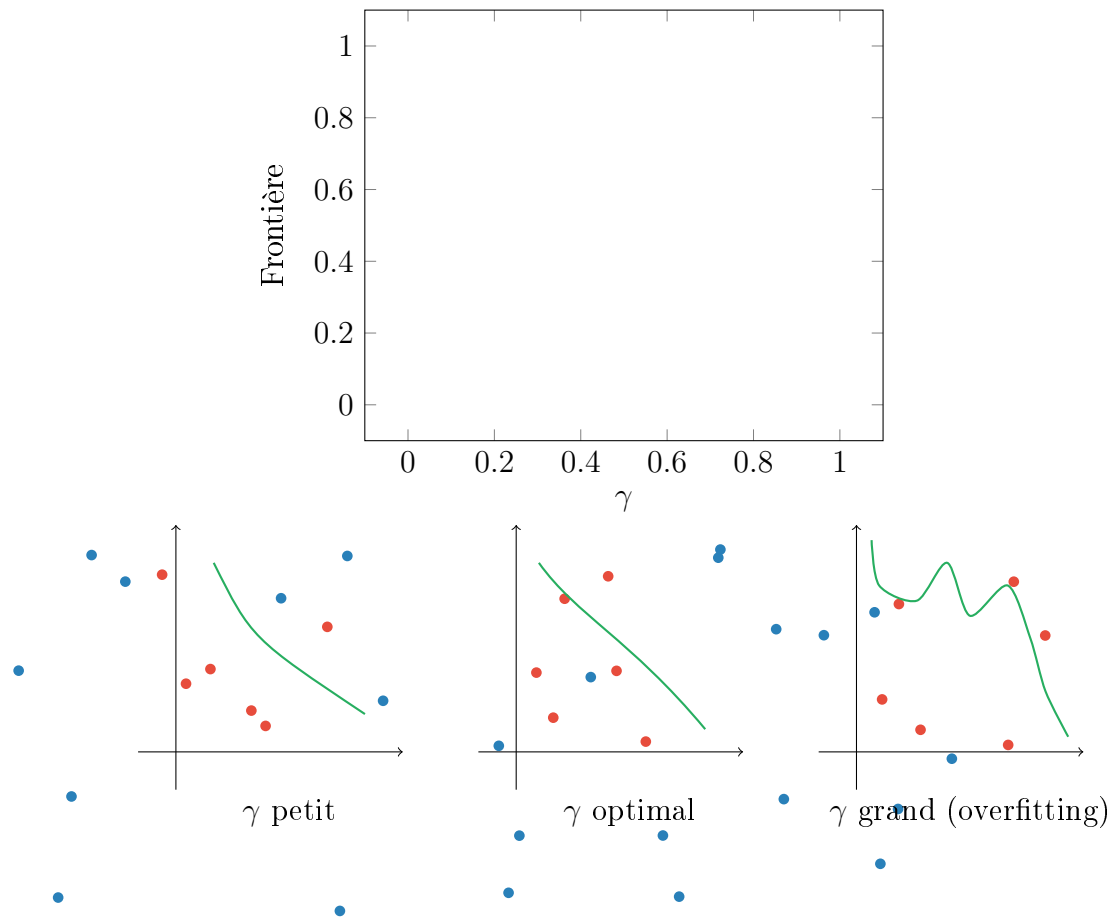 1
0.8
Frontière
0.6
0.4
0.2
0
0 0.2 0.4 0.6 0.8 1
γ
γ petit
γ optimal
γ grand (overfitting)